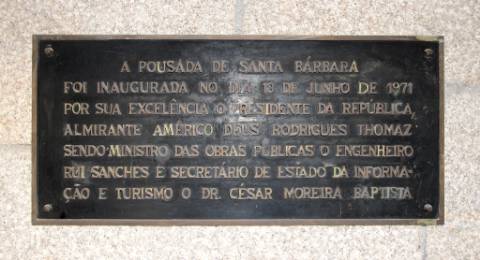 A POUSADA DE SANTA BÁRBARA
FOI INAUGURADA NO DIA 13 DE JUNHO DE 1971
POR SUA EXCELÊNCIA O PRESIDENTE DA REPÚBLICA,
ALMIRANTE AMÉRICO DEUS RODRIGUES THOMAZ
SENDO MINISTRO DAS OBRAS PÚBLICAS O ENGENHEIRO
RUI SANCHES E SECRETÁRIO DE ESTADO DA INFORMA-
ÇÃO E TURISMO O DR. CÉSAR MOREIRA BAPTISTA